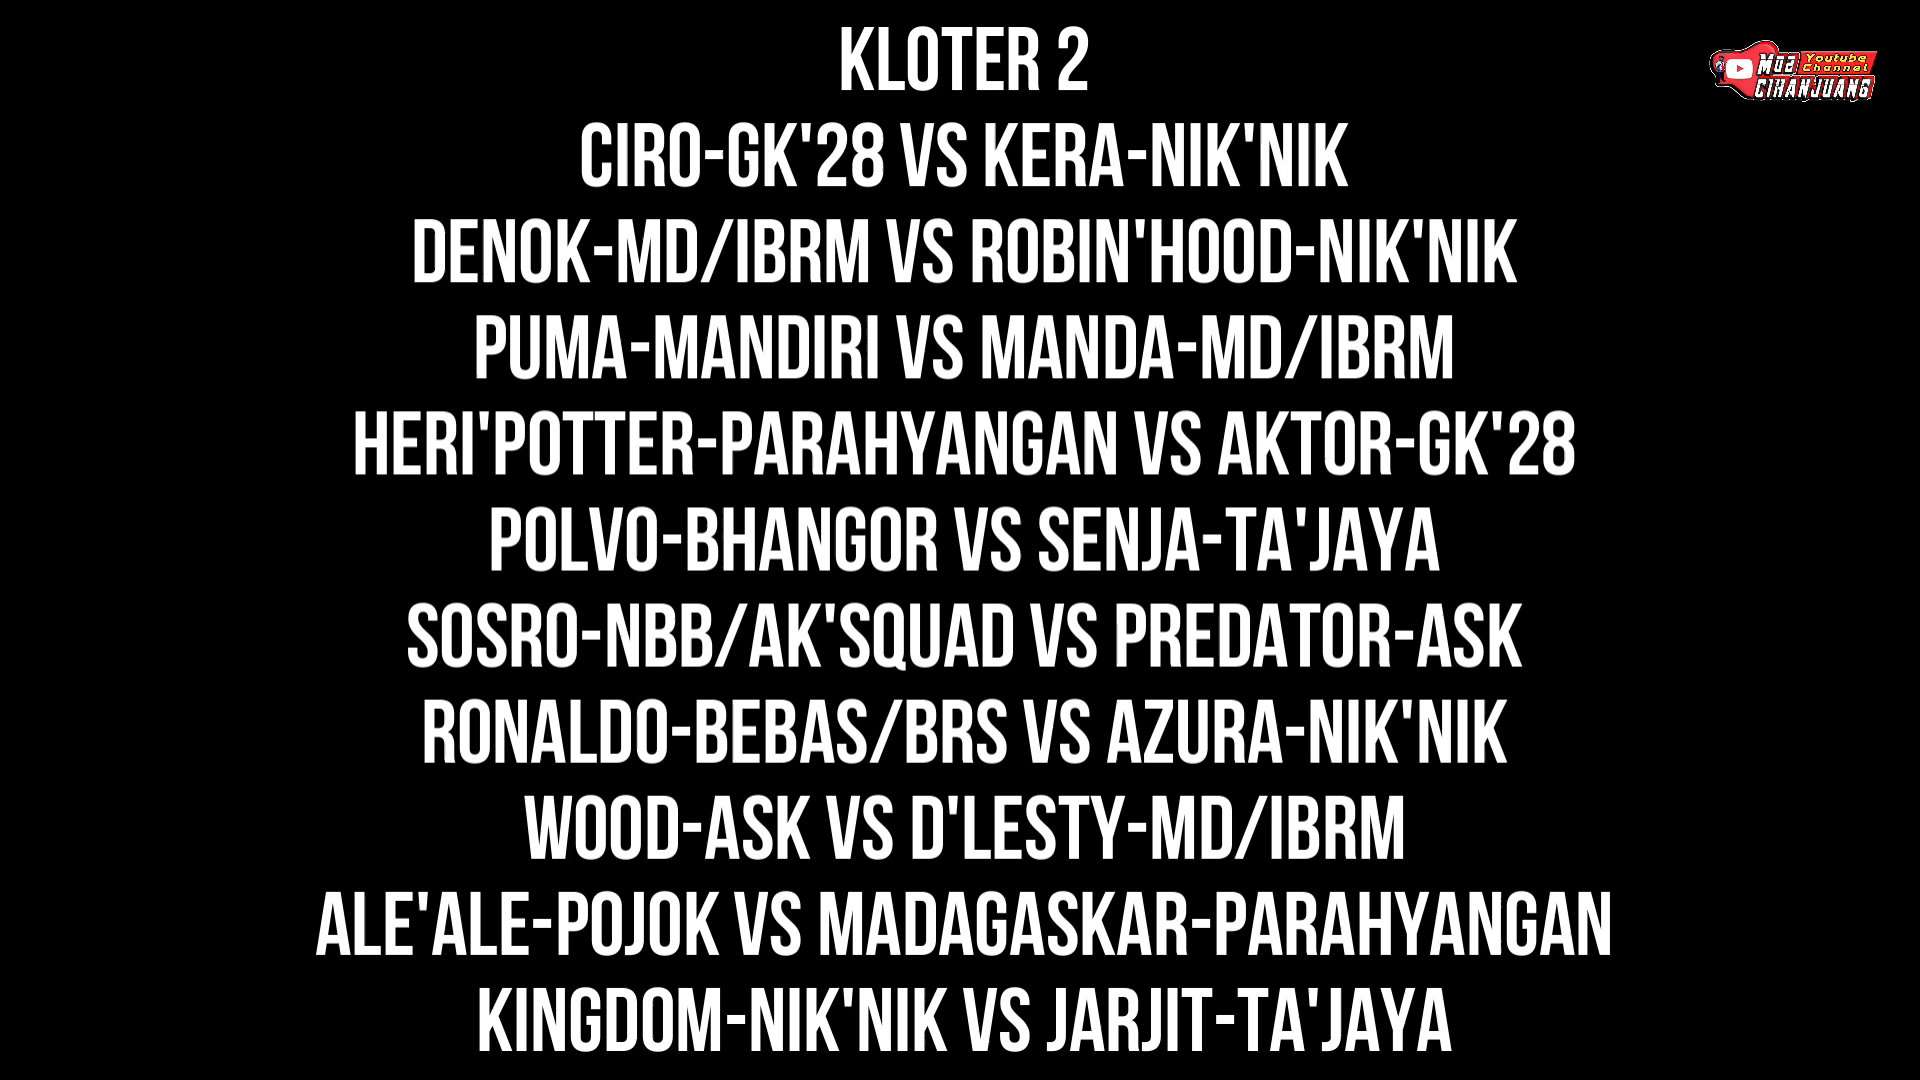 KLOTER 2
CIRO-GK'28 VS KERA-NIK'NIK
DENOK-MD/IBRM VS ROBIN'HOOD-NIK'NIK
PUMA-MANDIRI VS MANDA-MD/IBRM
HERI'POTTER-PARAHYANGAN VS AKTOR-GK'28
POLVO-BHANGOR VS SENJA-TA'JAYA
SOSRO-NBB/AK'SQUAD VS PREDATOR-ASK
RONALDO-BEBAS/BRS VS AZURA-NIK'NIK
WOOD-ASK VS D'LESTY-MD/IBRM
ALE'ALE-POJOK VS MADAGASKAR-PARAHYANGAN
KINGDOM-NIK'NIK VS JARJIT-TA'JAYA
Youtube
Channel
CIHANJUANG